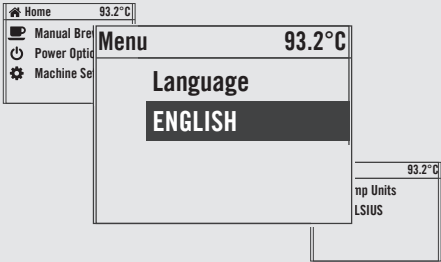 Home 93.2°C
Manual Bre
Power Optio
Machine Se
Menu 93.2°C
Language
ENGLISH
93.2°C
mp Units
LSIUS